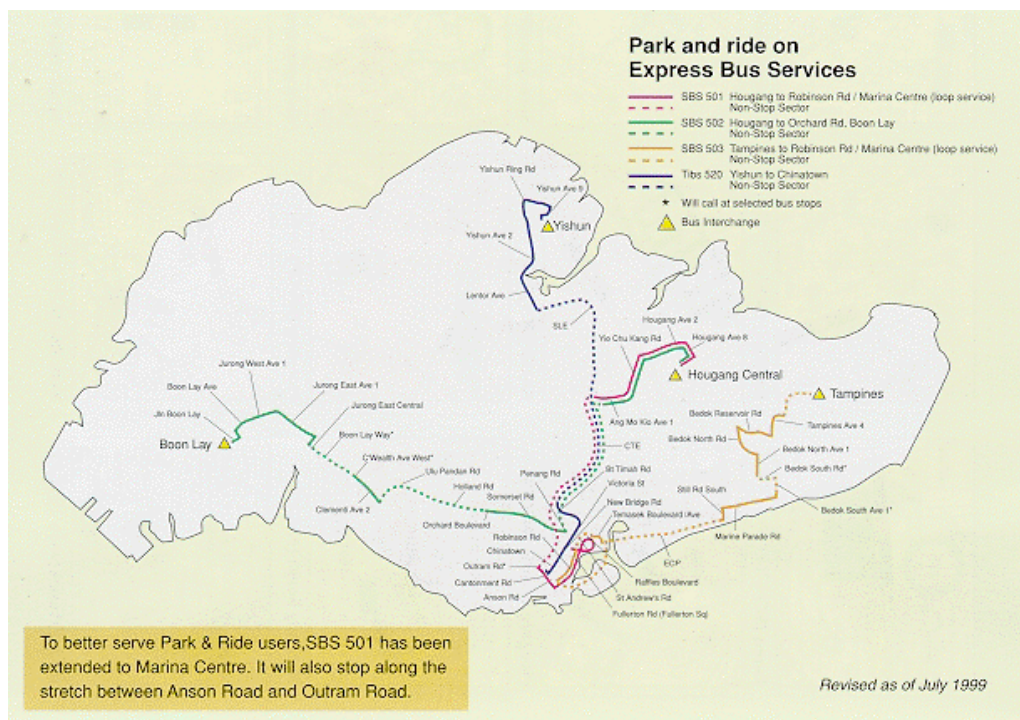 Park and ride on
Express Bus Services
SBS 501 Hougang to Robinson Rd / Marina Centre (loop service)
Non-Stop Sector
SBS 502 Hougang to Orchard Rd, Boon Lay
Non-Stop Sector
SBS 503 Tampines to Robinson Rd / Marina Centre (loop service)
Non-Stop Sector
Tibs 520 Yishun to Chinatown
Non-Stop Sector
* Will call at selected bus stops
Bus Interchange
Yishun Ring Rd
Yishun Ave 9
Yishun
Yishun Ave 2
Lentor Ave
SLE
Hougang Ave 2
Yio Chu Kang Rd
Hougang Ave 8
Hougang Central
Jurong West Ave 1
Boon Lay Ave
Jurong East Ave 1
Jln Boon Lay
Jurong East Central
Boon Lay
Boon Lay Way*
C'Wealth Ave West*
Ulu Pandan Rd
Clementi Ave 2
Holland Rd
Somerset Rd
Orchard Boulevard
Penang Rd
Tampines
Ang Mo Kio Ave 1
Bedok Reservoir Rd
Tampines Ave 4
Bedok North Rd
CTE
Bedok North Ave 1
Bt Timah Rd
Bedok South Rd*
Victoria St
Still Rd South
New Bridge Rd
Bedok South Ave 1*
Temasek Boulevard /Ave
Robinson Rd
Marine Parade Rd
Chinatown
Outram Rd*
ECP
Cantonment Rd
Raffles Boulevard
Anson Rd
St Andrew's Rd
Fullerton Rd (Fullerton Sq)
To better serve Park & Ride users,SBS 501 has been
extended to Marina Centre. It will also stop along the
stretch between Anson Road and Outram Road.
Revised as of July 1999